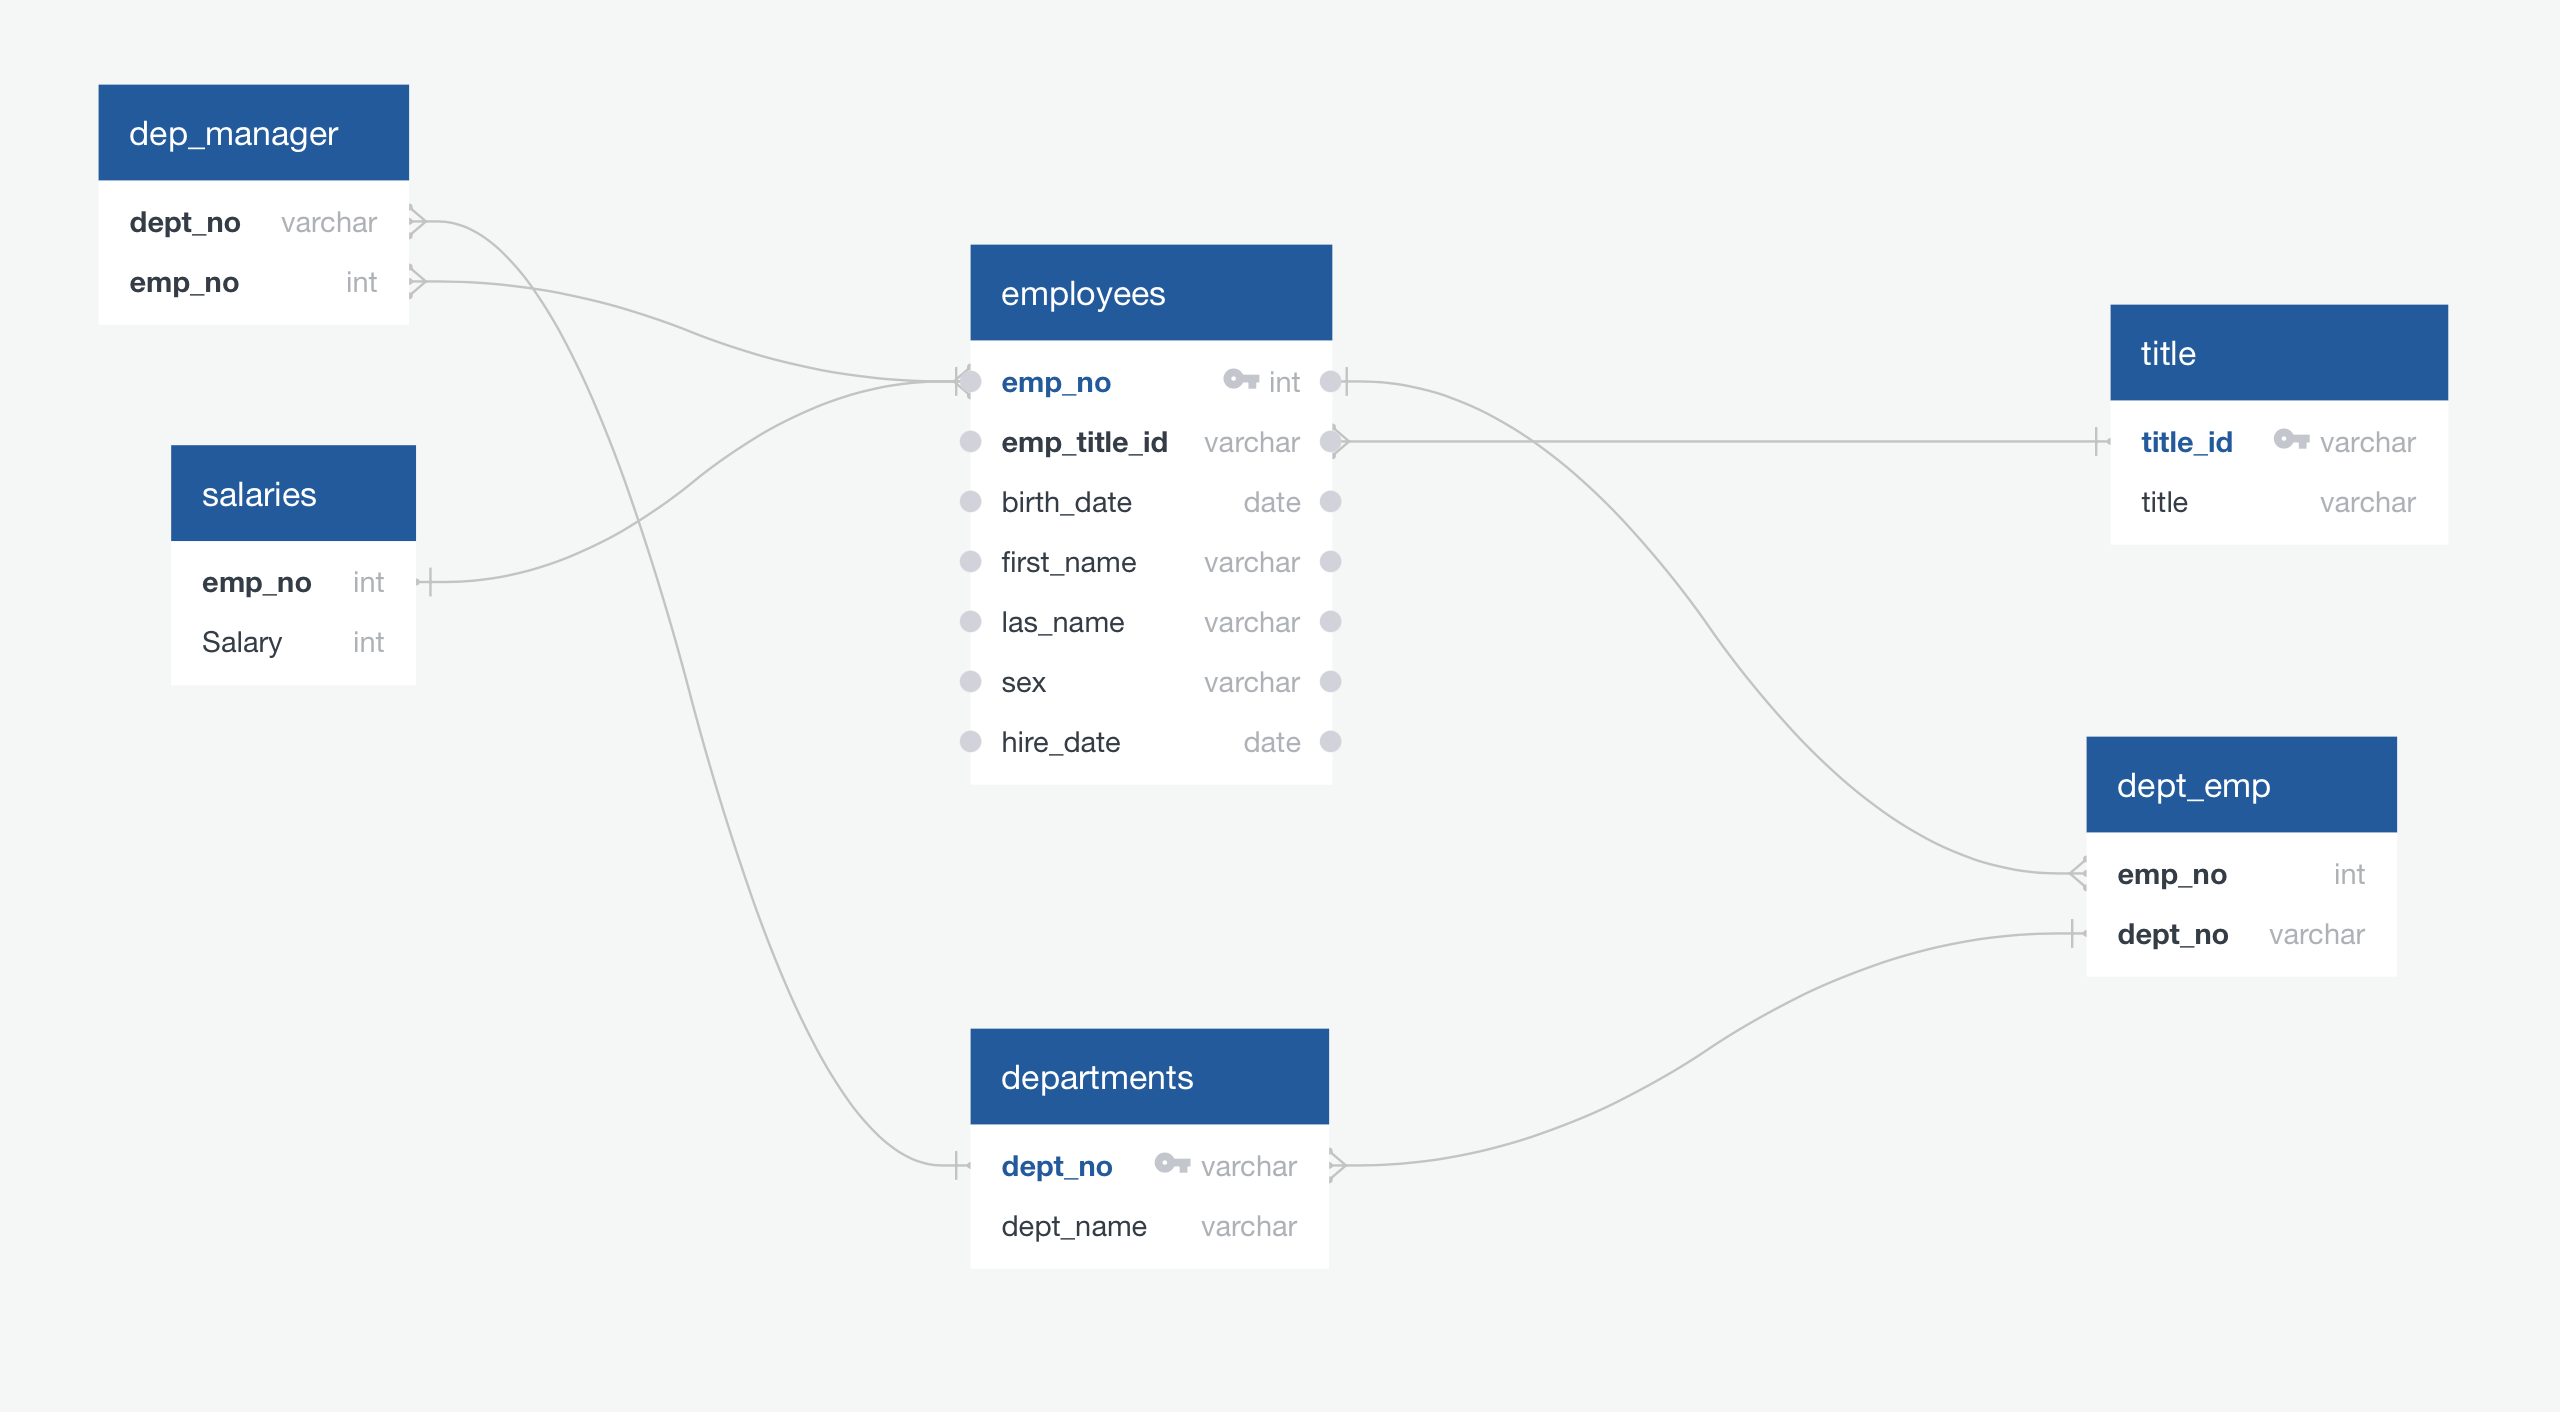 dep_manager
dept_no varchar
emp_no int
salaries
emp_no int
Salary int
employees
emp_no int
emp_title_id varchar
birth_date date
first_name varchar
las_name varchar
sex varchar
hire_date date
departments
dept_no varchar
dept_name varchar
title
title_id varchar
title varchar
dept_emp
emp_no int
dept_no varchar